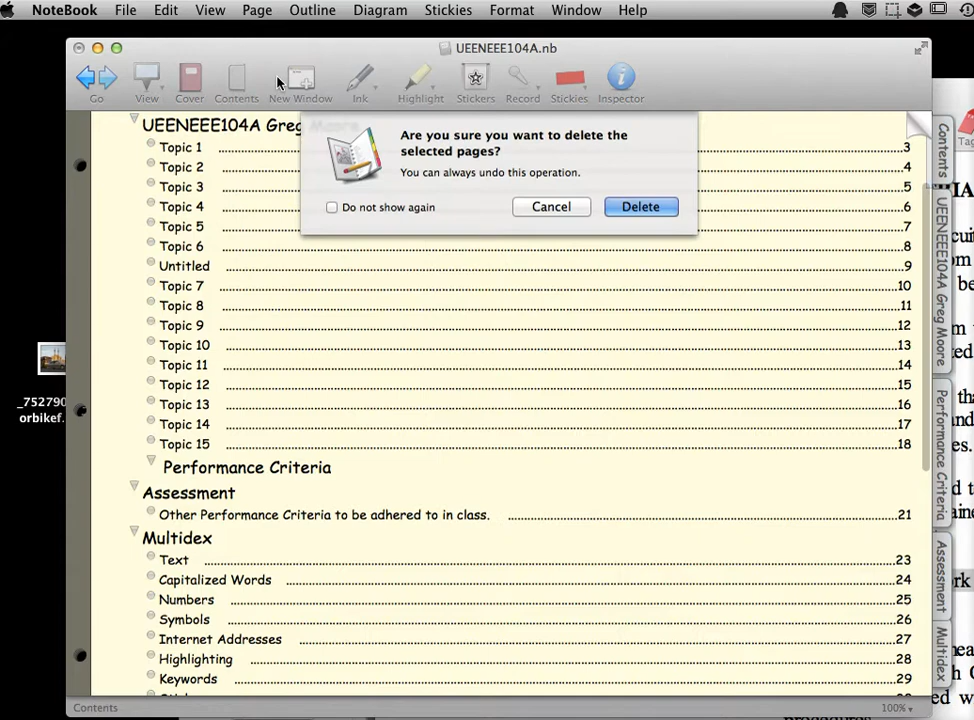 NoteBook File Edit View Page Outline Diagram Stickies Format Window Help
UEENEEE104A.nb
Go View Cover Contents New Window Ink Highlight Stickers Record Stickies Inspector
Are you sure you want to delete the
selected pages?
You can always undo this operation.
Do not show again Cancel Delete
UEENEEE104A Greg Moore
Topic 1 3
Topic 2 4
Topic 3 5
Topic 4 6
Topic 5 7
Topic 6 8
Untitled 9
Topic 7 10
Topic 8 11
Topic 9 12
Topic 10 13
Topic 11 14
Topic 12 15
Topic 13 16
Topic 14 17
Topic 15 18
Performance Criteria
Assessment
Other Performance Criteria to be adhered to in class. 21
Multidex
Text 23
Capitalized Words 24
Numbers 25
Symbols 26
Internet Addresses 27
Highlighting 28
Keywords 29
Contents 100%
Contents
UEENEEE104A Greg Moore
Performance Criteria
Assessment
Multidex
_752790
orbikef.
Tag